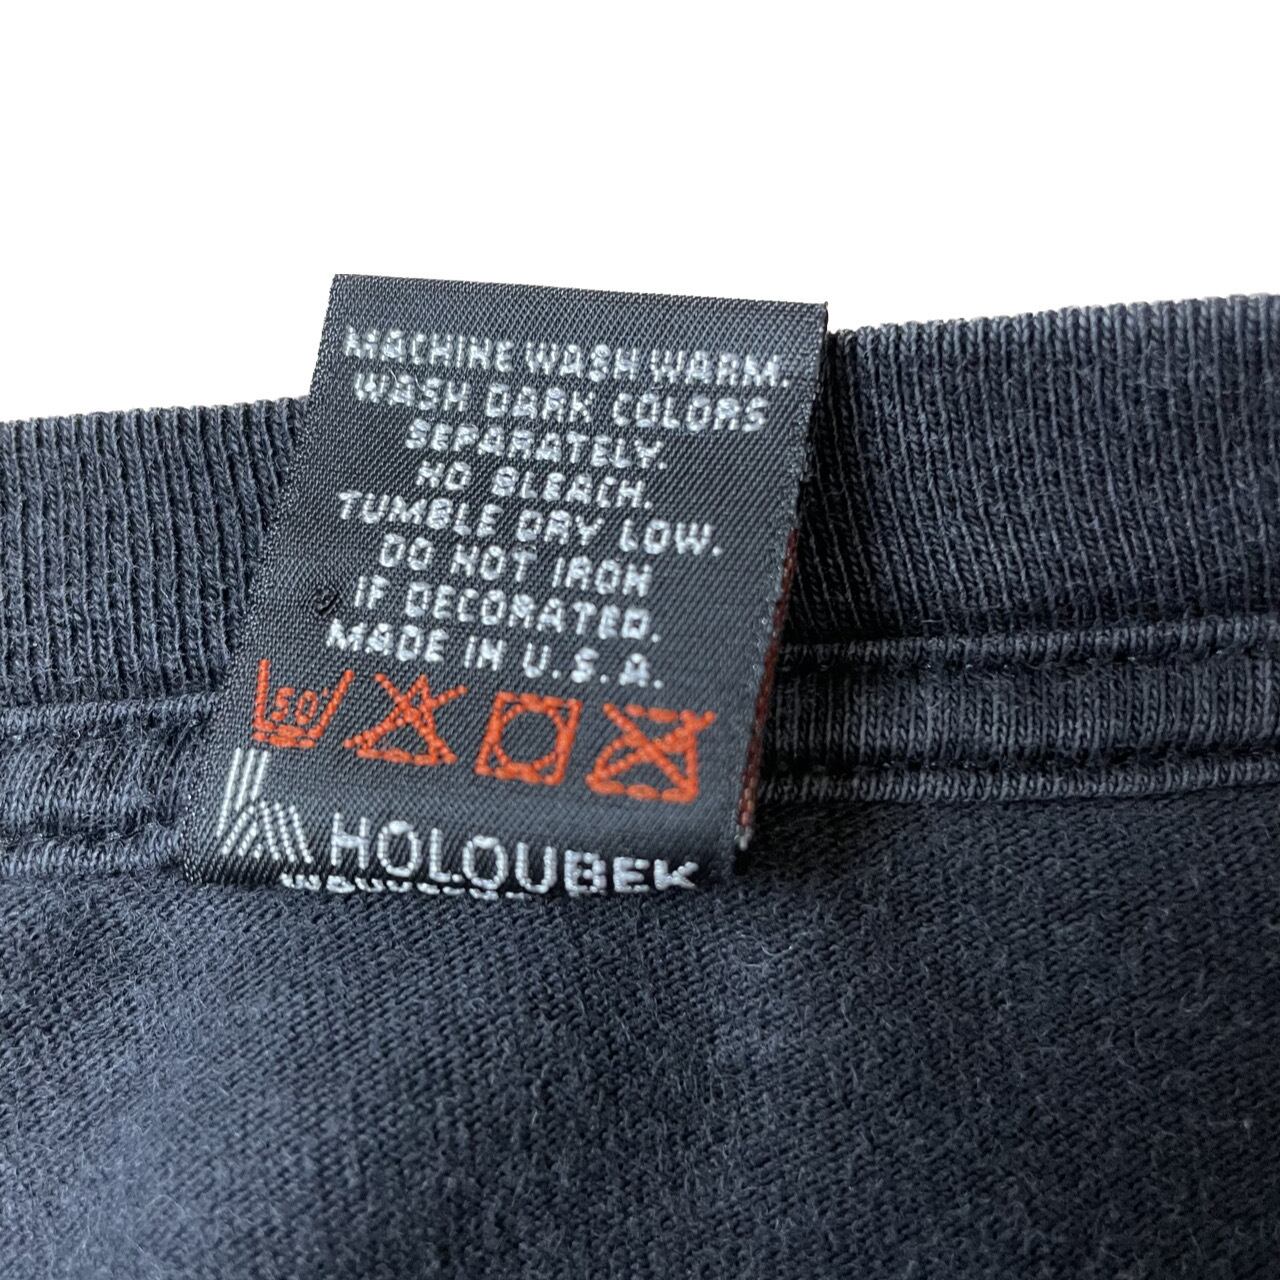 MACHINE WASH WARM.
WASH DARK COLORS
SEPARATELY.
NO BLEACH.
TUMBLE DRY LOW.
DO NOT IRON
IF DECORATED.
MADE IN U.S.A.
50°
HOLOUBEK